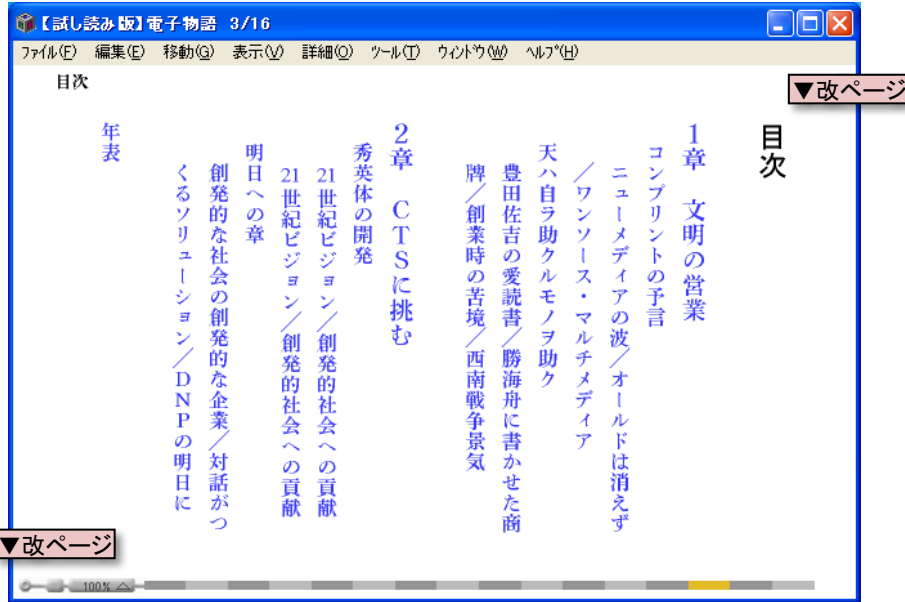 【試し読み版】電子物語 3/16
ファイル(F) 編集(E) 移動(G) 表示(V) 詳細(O) ツール(T) ウィンドウ(W) ヘルプ(H)
目次
▼改ページ
目次
1章 文明の営業
コンプリントの予言
ニューメディアの波／オールドは消えず
／ワンソース・マルチメディア
天ハ自ラ助クルモノヲ助ク
豊田佐吉の愛読書／勝海舟に書かせた商
牌／創業時の苦境／西南戦争景気
2章 CTSに挑む
秀英体の開発
21世紀ビジョン／創発的社会への貢献
21世紀ビジョン／創発的社会への貢献
明日への章
創発的な社会の創発的な企業／対話がつ
くるソリューション／DNPの明日に
年表
▼改ページ
100%